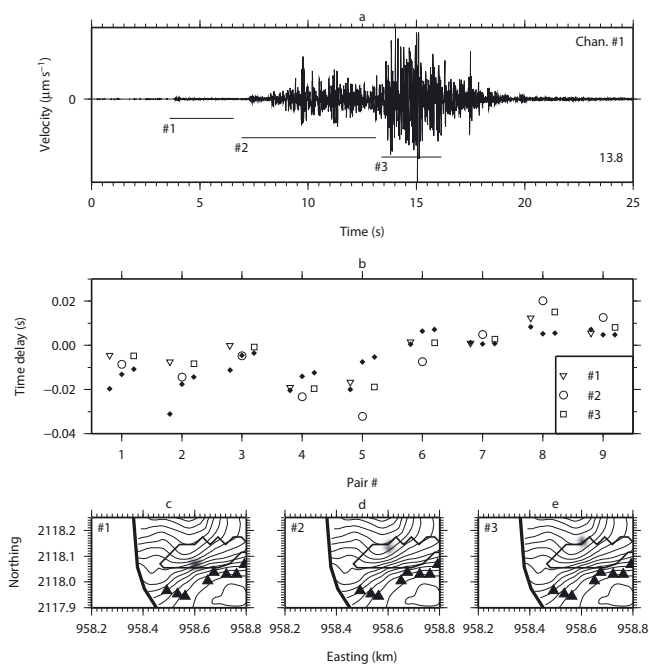 a
Chan. #1
Velocity (μm s⁻¹)
0
#1
#2
#3
13.8
0 5 10 15 20 25
Time (s)
b
Time delay (s)
0.02
0.00
−0.02
−0.04
#1
#2
#3
1 2 3 4 5 6 7 8 9
Pair #
c d e
Northing
2118.2
2118.1
2118.0
2117.9
#1 #2 #3
958.2 958.4 958.6 958.8 958.2 958.4 958.6 958.8 958.2 958.4 958.6 958.8
Easting (km)